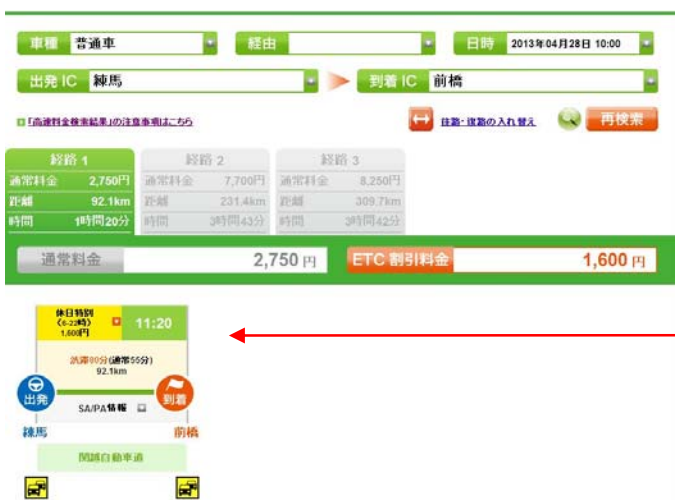 車種 普通車 経由 日時 2013年04月28日 10:00
出発 IC 練馬 到着 IC 前橋
「高速料金検索結果」の注意事項はこちら 往路・復路の入れ替え 再検索
経路 1 経路 2 経路 3
通常料金 2,750円 通常料金 7,700円 通常料金 8,250円
距離 92.1km 距離 231.4km 距離 309.7km
時間 1時間20分 時間 3時間43分 時間 3時間42分
通常料金 2,750 円 ETC 割引料金 1,600 円
休日特別
(6-22時)
1,600円
11:20
渋滞80分(通常55分)
92.1km
出発 到着
SA/PA情報
練馬 前橋
関越自動車道